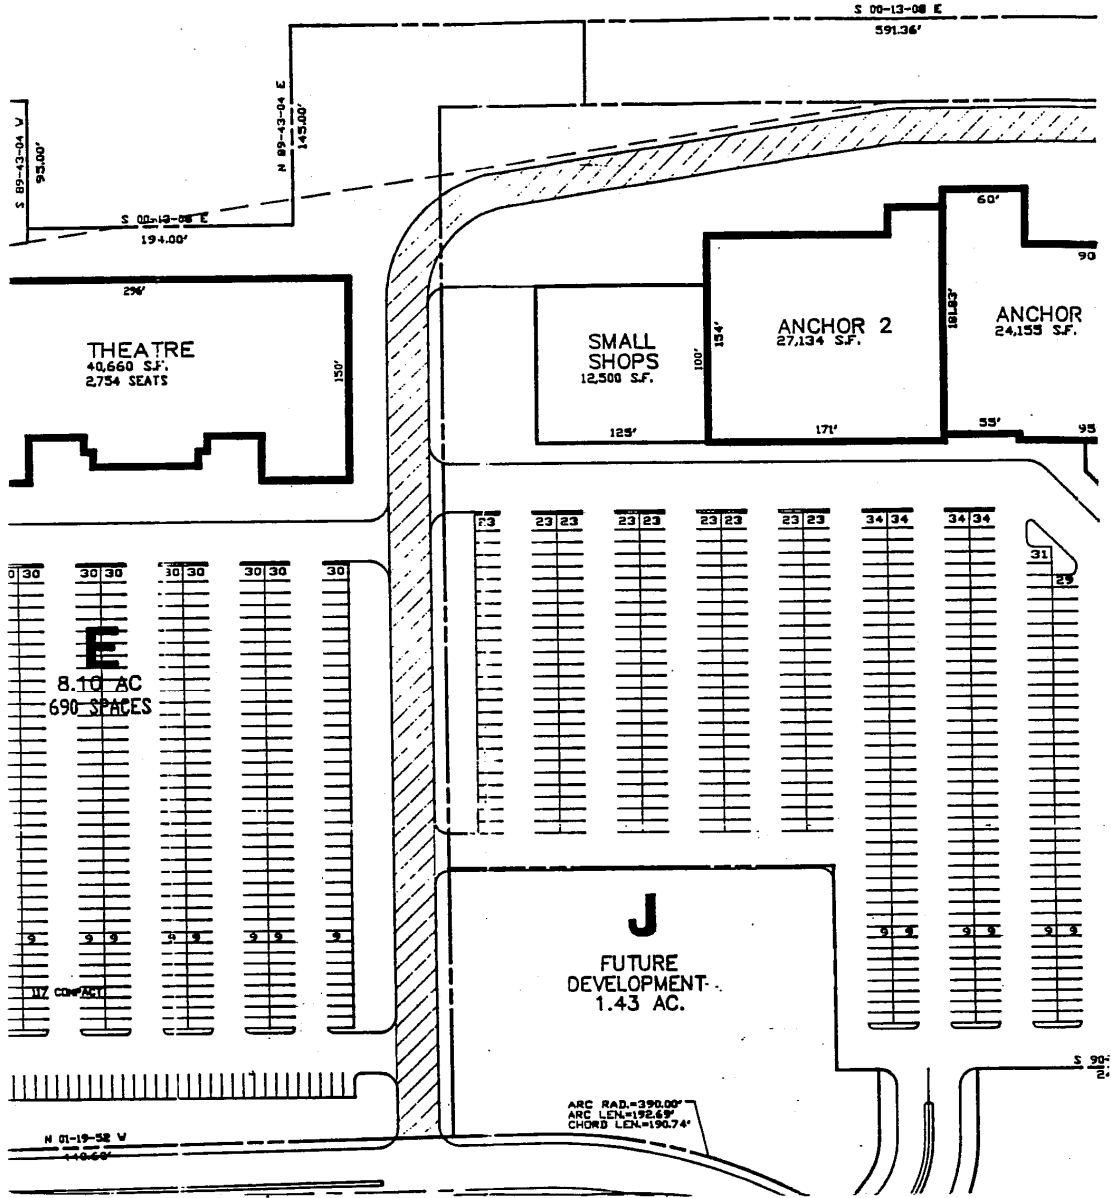 S 00-13-08 E
591.36'
S 89-43-04 W
95.00'
N 89-43-04 E
145.00'
S 00-13-08 E
194.00'
296'
THEATRE
40,660 S.F.
2,754 SEATS
150'
SMALL
SHOPS
12,500 S.F.
100'
125'
154'
ANCHOR 2
27,134 S.F.
171'
181.83'
60'
90
ANCHOR
24,155 S.F.
55'
95
23 23 23 23 23 23 23 23 23 34 34 34 34
31
29
0 30 30 30 30 30 30 30 30
E
8.10 AC
690 SPACES
9 9 9 9 9 9 9 9 9 9 9 9 9 9
117 COMPACT
J
FUTURE
DEVELOPMENT
1.43 AC.
S 90-
ARC RAD.=390.00'
ARC LEN.=192.69'
CHORD LEN.=190.74'
N 01-19-52 W